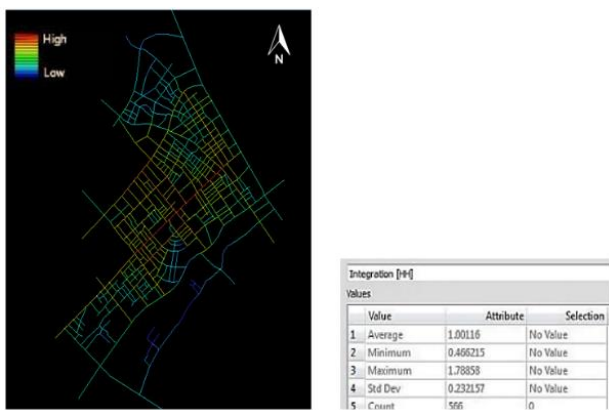 High
Low
N
Integration [HH]
Values
Value Attribute Selection
1 Average 1.00116 No Value
2 Minimum 0.466215 No Value
3 Maximum 1.78858 No Value
4 Std Dev 0.232157 No Value
5 Count 566 0